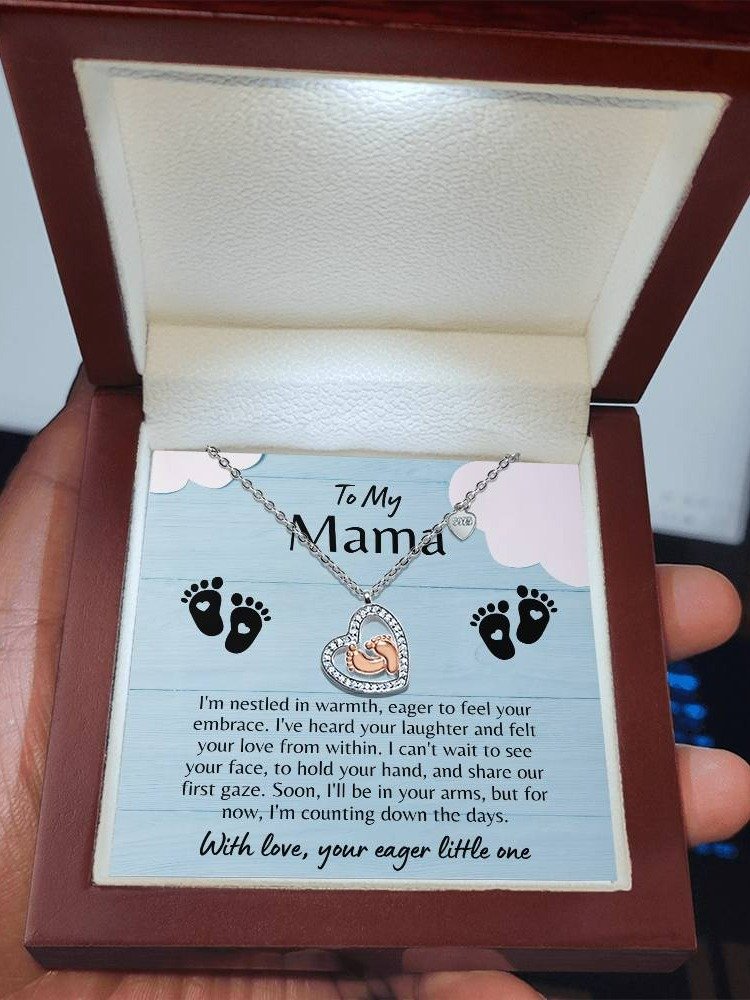 To My
Mama
I'm nestled in warmth, eager to feel your
embrace. I've heard your laughter and felt
your love from within. I can't wait to see
your face, to hold your hand, and share our
first gaze. Soon, I'll be in your arms, but for
now, I'm counting down the days.
With love, your eager little one